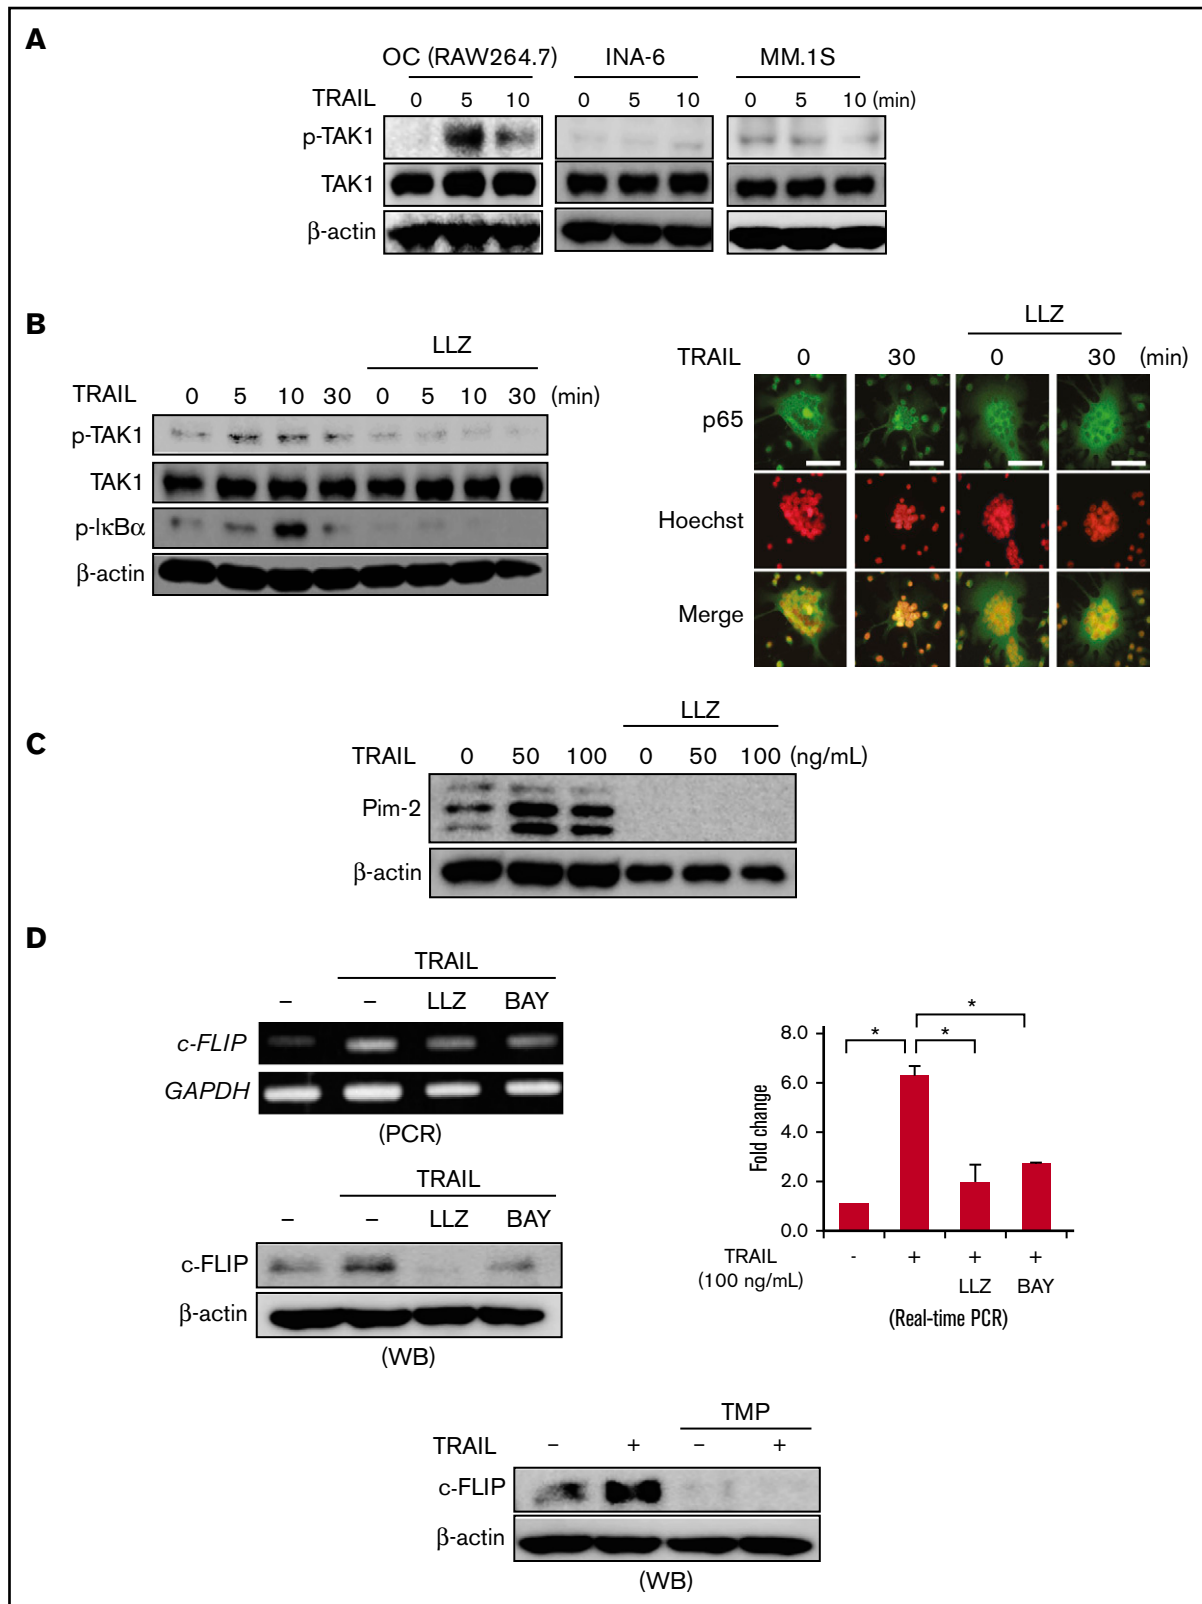 A
OC (RAW264.7) INA-6 MM.1S
TRAIL 0 5 10 0 5 10 0 5 10 (min)
p-TAK1
TAK1
β-actin
B
LLZ
TRAIL 0 5 10 30 0 5 10 30 (min)
p-TAK1
TAK1
p-IκBα
β-actin
LLZ
TRAIL 0 30 0 30 (min)
p65
Hoechst
Merge
C
LLZ
TRAIL 0 50 100 0 50 100 (ng/mL)
Pim-2
β-actin
D
TRAIL
– – LLZ BAY
c-FLIP
GAPDH
(PCR)
TRAIL
– – LLZ BAY
c-FLIP
β-actin
(WB)
* * *
8.0
6.0
4.0
2.0
0.0
Fold change
TRAIL - + + +
(100 ng/mL) LLZ BAY
(Real-time PCR)
TMP
TRAIL – + – +
c-FLIP
β-actin
(WB)